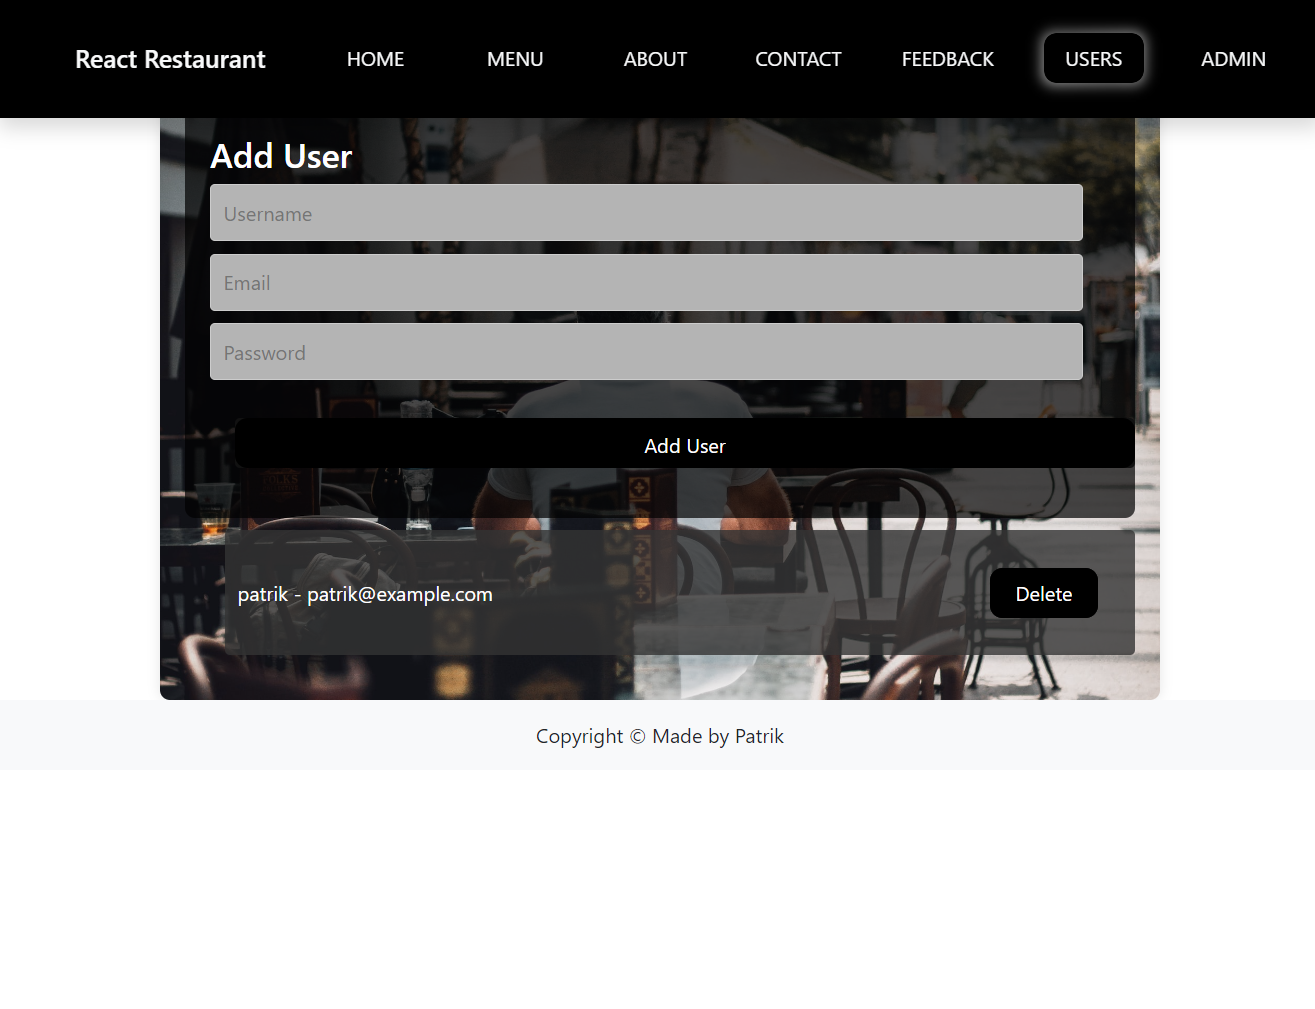 React Restaurant HOME MENU ABOUT CONTACT FEEDBACK USERS ADMIN
Add User
Username
Email
Password
Add User
patrik - patrik@example.com Delete
Copyright © Made by Patrik